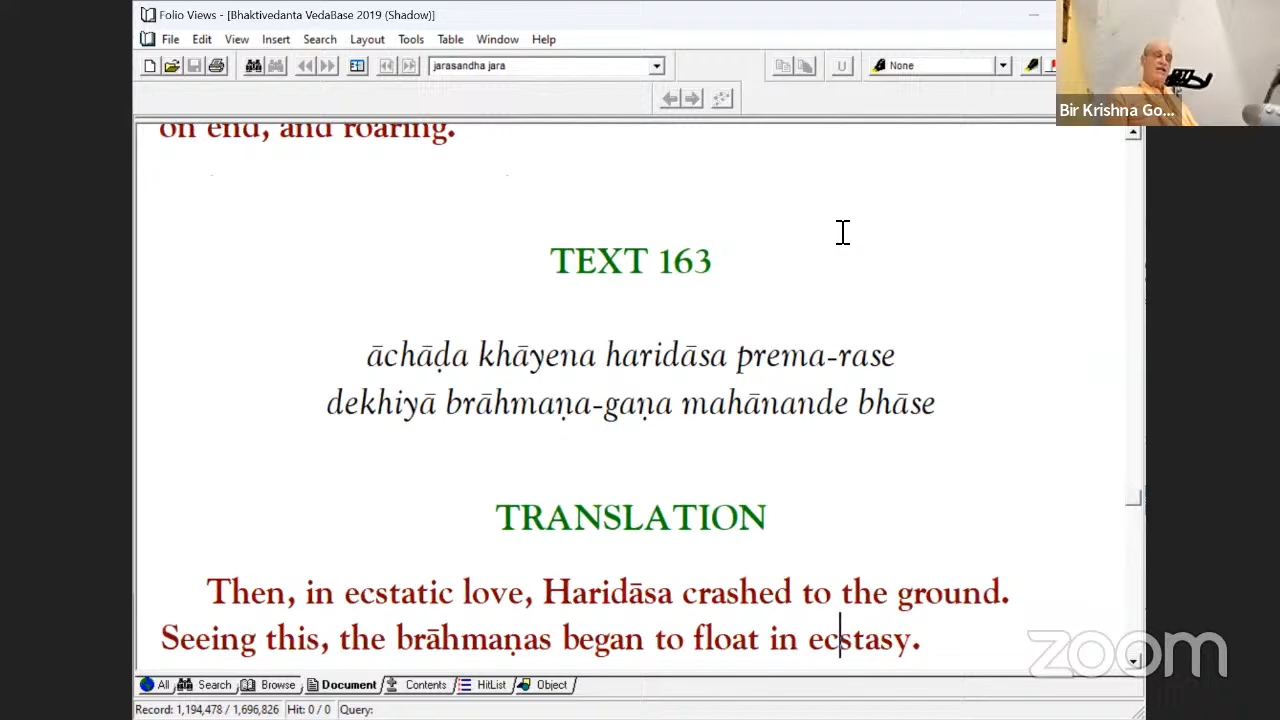 Folio Views - [Bhaktivedanta VedaBase 2019 (Shadow)]
File Edit View Insert Search Layout Tools Table Window Help
jarasandha jara
U
None
Bir Krishna Go...
on end, and roaring.
TEXT 163
āchāḍa khāyena haridāsa prema-rase
dekhiyā brāhmaṇa-gaṇa mahānande bhāse
TRANSLATION
Then, in ecstatic love, Haridāsa crashed to the ground.
Seeing this, the brāhmaṇas began to float in ecstasy.
zoom
All Search Browse Document Contents HitList Object
Record: 1,194,478 / 1,696,826 Hit: 0 / 0 Query: